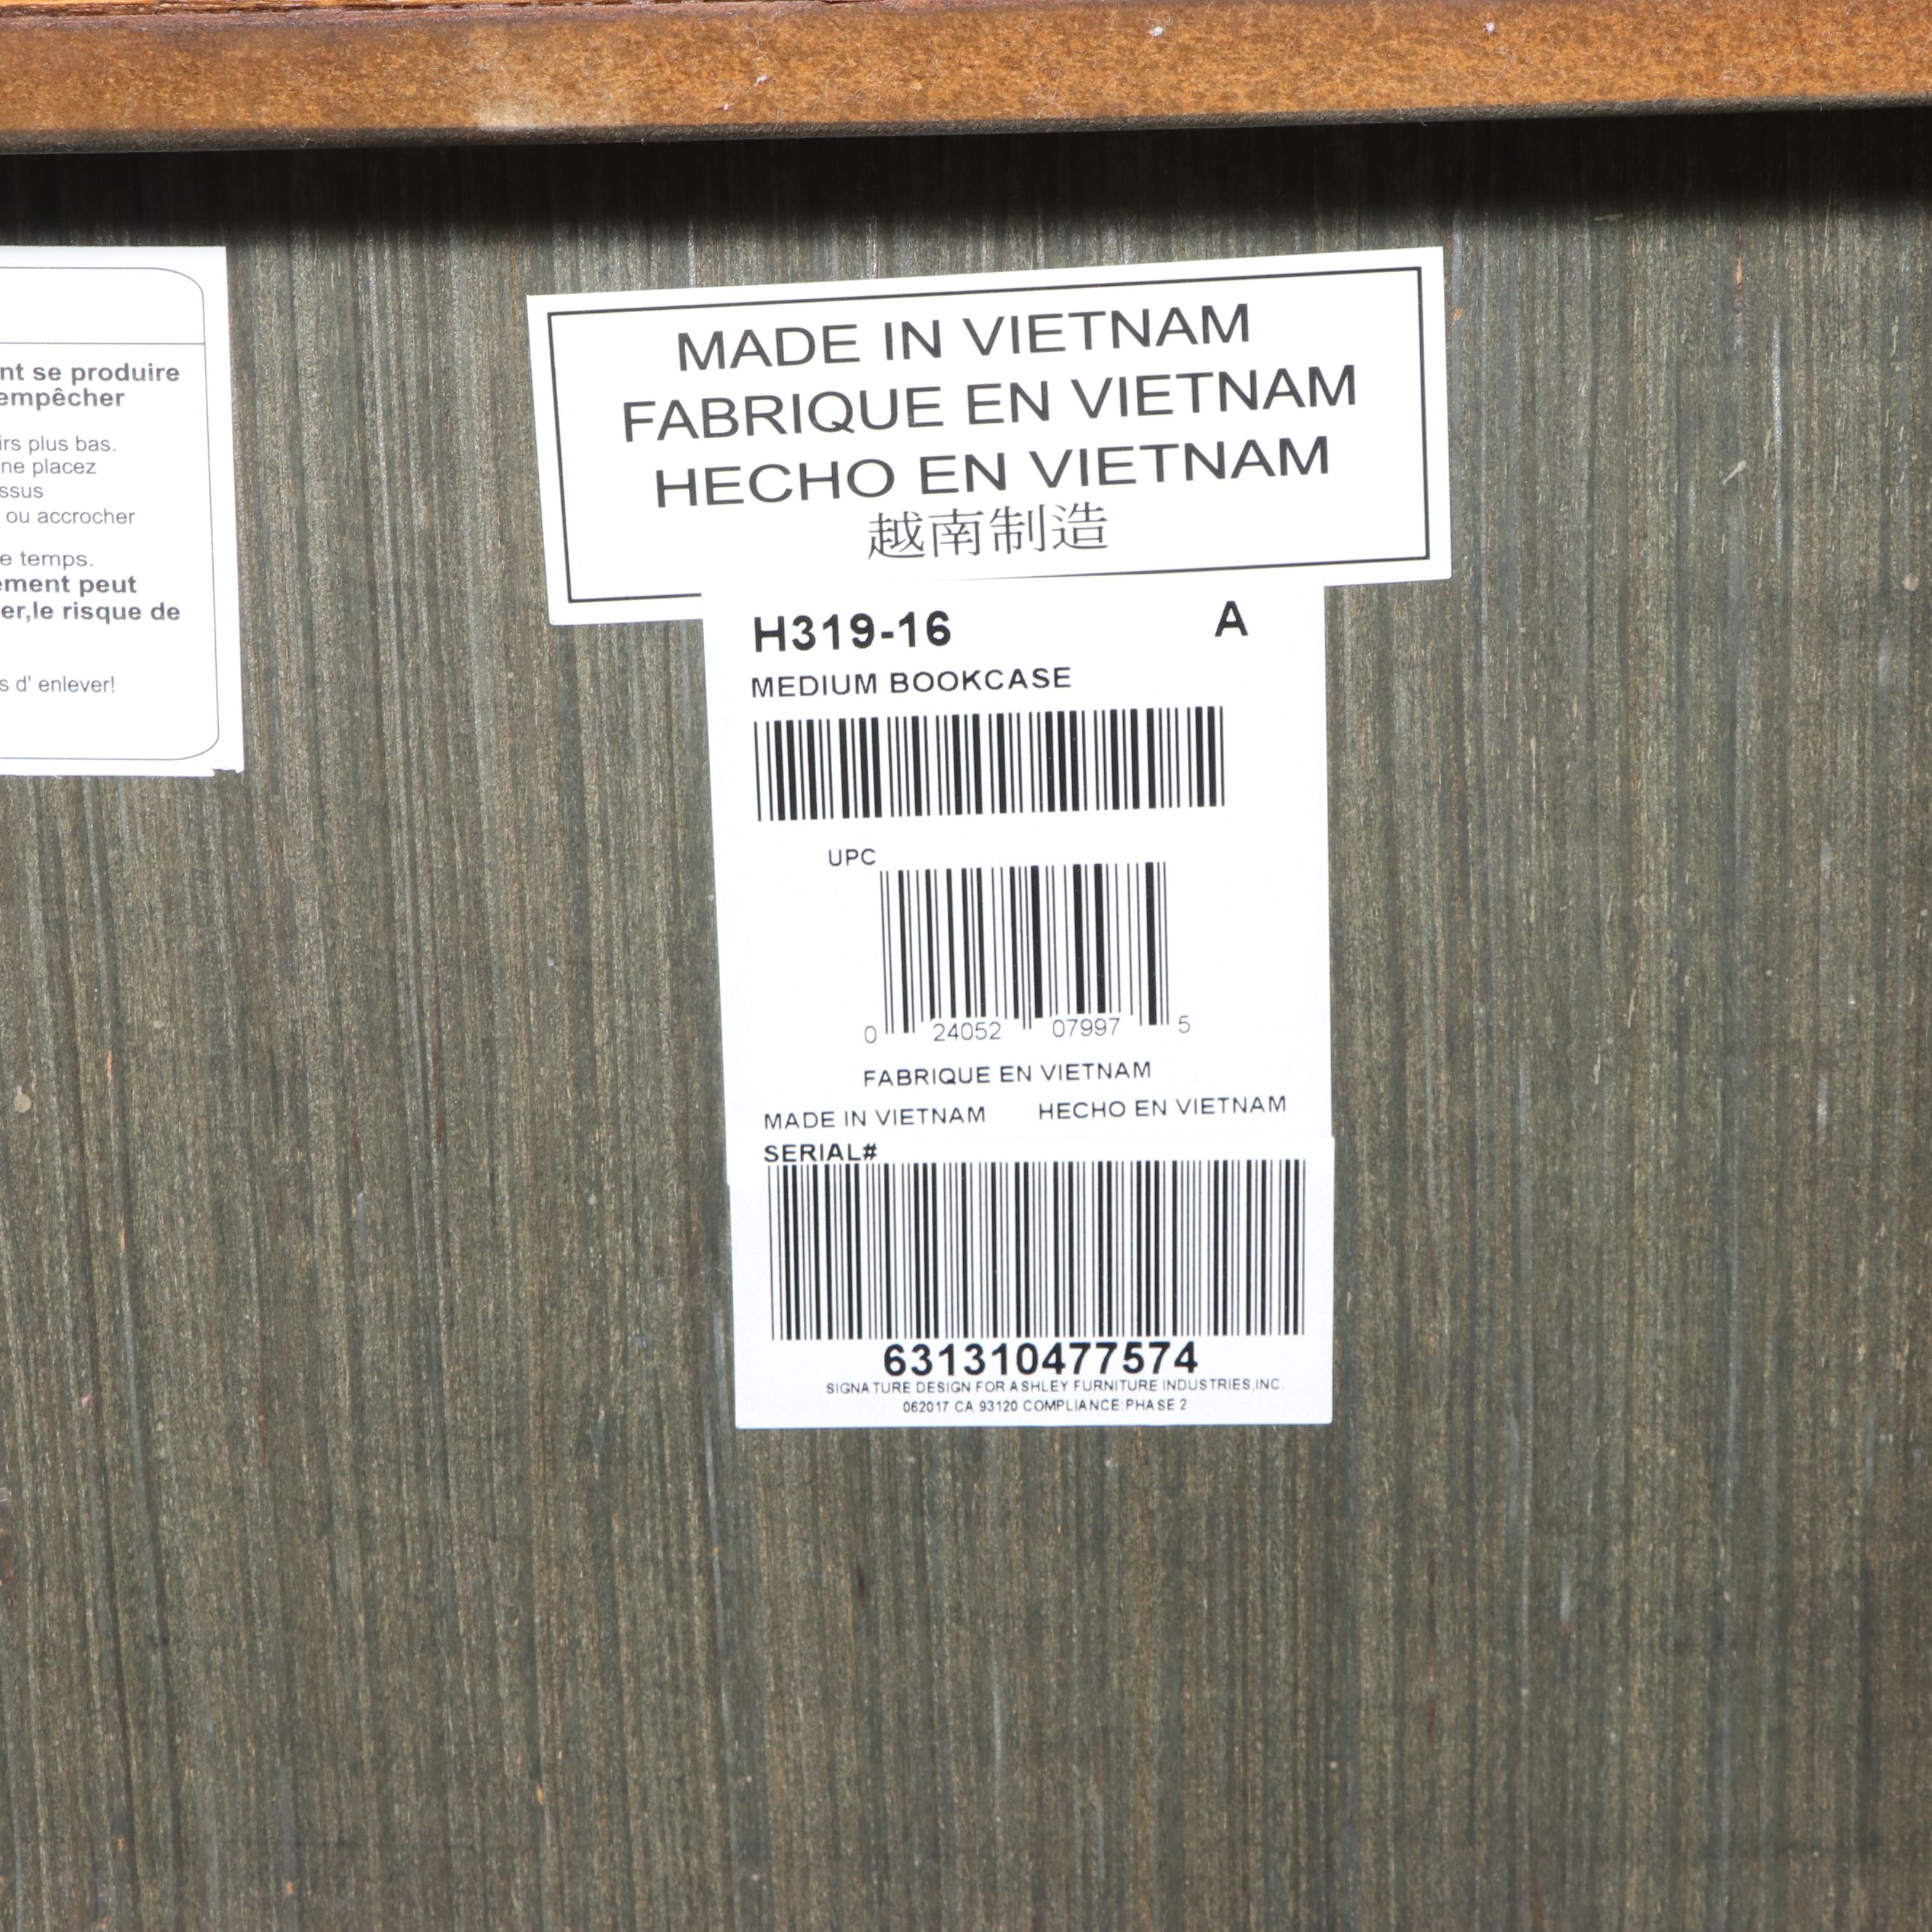 nt se produire
empêcher
irs plus bas.
ne placez
ssus
ou accrocher
e temps.
ement peut
er,le risque de
s d' enlever!
MADE IN VIETNAM
FABRIQUE EN VIETNAM
HECHO EN VIETNAM
越南制造
H319-16 A
MEDIUM BOOKCASE
UPC
0 24052 07997 5
FABRIQUE EN VIETNAM
MADE IN VIETNAM HECHO EN VIETNAM
SERIAL#
631310477574
SIGNATURE DESIGN FOR ASHLEY FURNITURE INDUSTRIES,INC.
062017 CA 93120 COMPLIANCE:PHASE 2